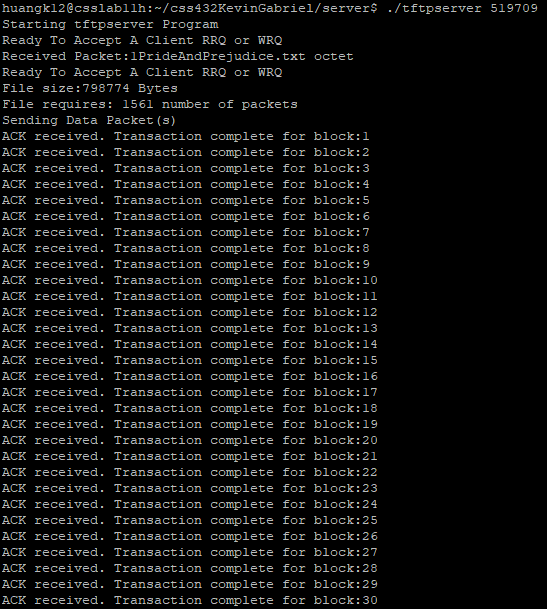 huangk12@csslab11h:~/css432KevinGabriel/server$ ./tftpserver 519709
Starting tftpserver Program
Ready To Accept A Client RRQ or WRQ
Received Packet:1PrideAndPrejudice.txt octet
Ready To Accept A Client RRQ or WRQ
File size:798774 Bytes
File requires: 1561 number of packets
Sending Data Packet(s)
ACK received. Transaction complete for block:1
ACK received. Transaction complete for block:2
ACK received. Transaction complete for block:3
ACK received. Transaction complete for block:4
ACK received. Transaction complete for block:5
ACK received. Transaction complete for block:6
ACK received. Transaction complete for block:7
ACK received. Transaction complete for block:8
ACK received. Transaction complete for block:9
ACK received. Transaction complete for block:10
ACK received. Transaction complete for block:11
ACK received. Transaction complete for block:12
ACK received. Transaction complete for block:13
ACK received. Transaction complete for block:14
ACK received. Transaction complete for block:15
ACK received. Transaction complete for block:16
ACK received. Transaction complete for block:17
ACK received. Transaction complete for block:18
ACK received. Transaction complete for block:19
ACK received. Transaction complete for block:20
ACK received. Transaction complete for block:21
ACK received. Transaction complete for block:22
ACK received. Transaction complete for block:23
ACK received. Transaction complete for block:24
ACK received. Transaction complete for block:25
ACK received. Transaction complete for block:26
ACK received. Transaction complete for block:27
ACK received. Transaction complete for block:28
ACK received. Transaction complete for block:29
ACK received. Transaction complete for block:30